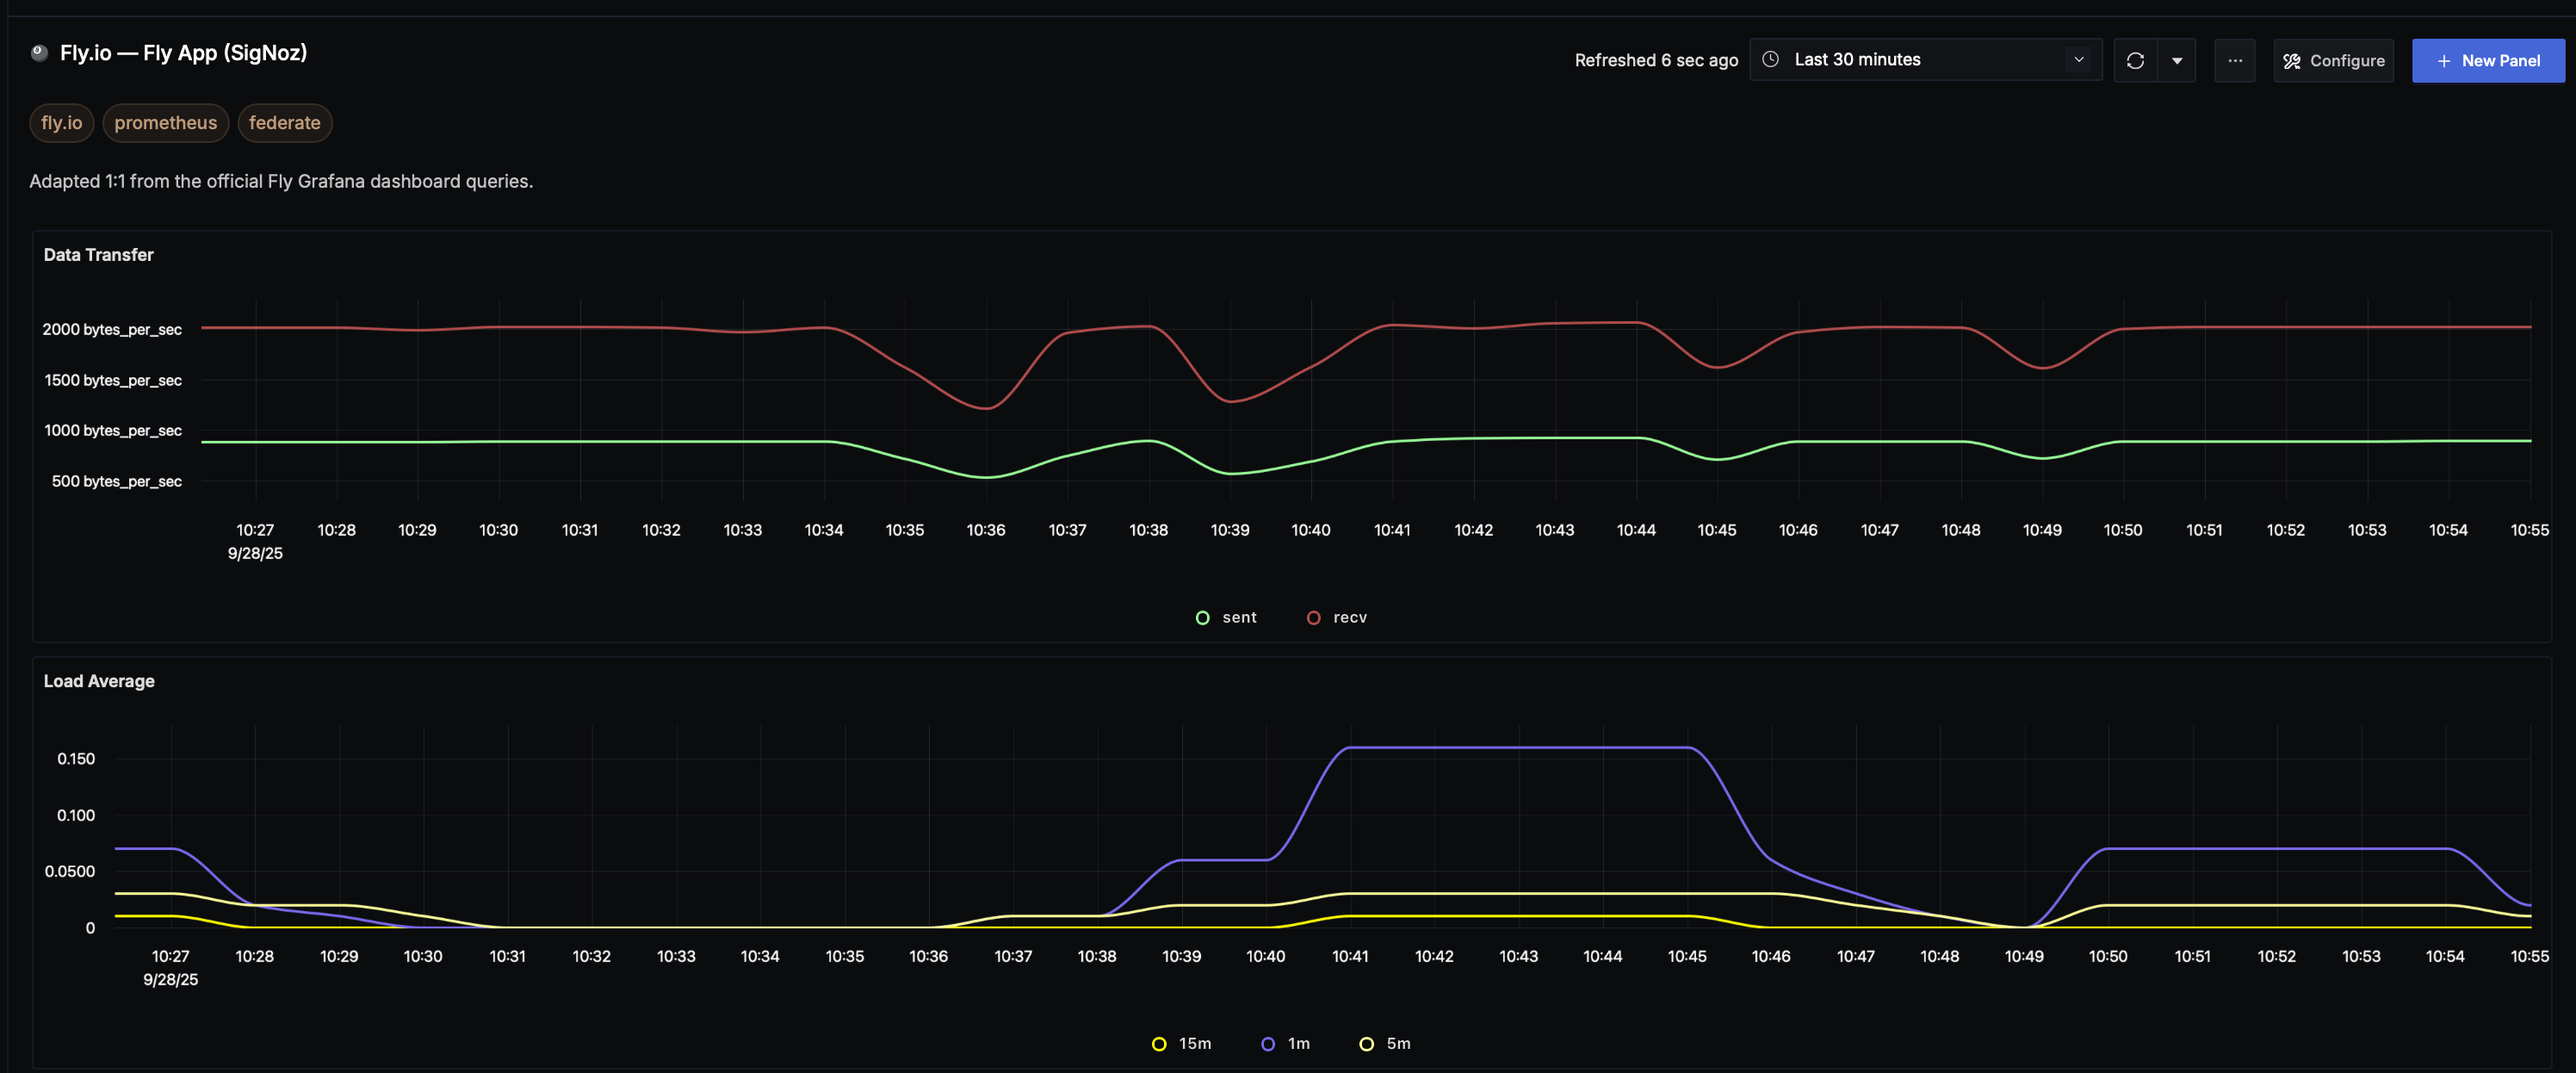 Fly.io — Fly App (SigNoz)
Refreshed 6 sec ago
Last 30 minutes
Configure
+ New Panel
fly.io
prometheus
federate
Adapted 1:1 from the official Fly Grafana dashboard queries.
Data Transfer
2000 bytes_per_sec
1500 bytes_per_sec
1000 bytes_per_sec
500 bytes_per_sec
10:27 10:28 10:29 10:30 10:31 10:32 10:33 10:34 10:35 10:36 10:37 10:38 10:39 10:40 10:41 10:42 10:43 10:44 10:45 10:46 10:47 10:48 10:49 10:50 10:51 10:52 10:53 10:54 10:55
9/28/25
sent recv
Load Average
0.150
0.100
0.0500
0
10:27 10:28 10:29 10:30 10:31 10:32 10:33 10:34 10:35 10:36 10:37 10:38 10:39 10:40 10:41 10:42 10:43 10:44 10:45 10:46 10:47 10:48 10:49 10:50 10:51 10:52 10:53 10:54 10:55
9/28/25
15m 1m 5m